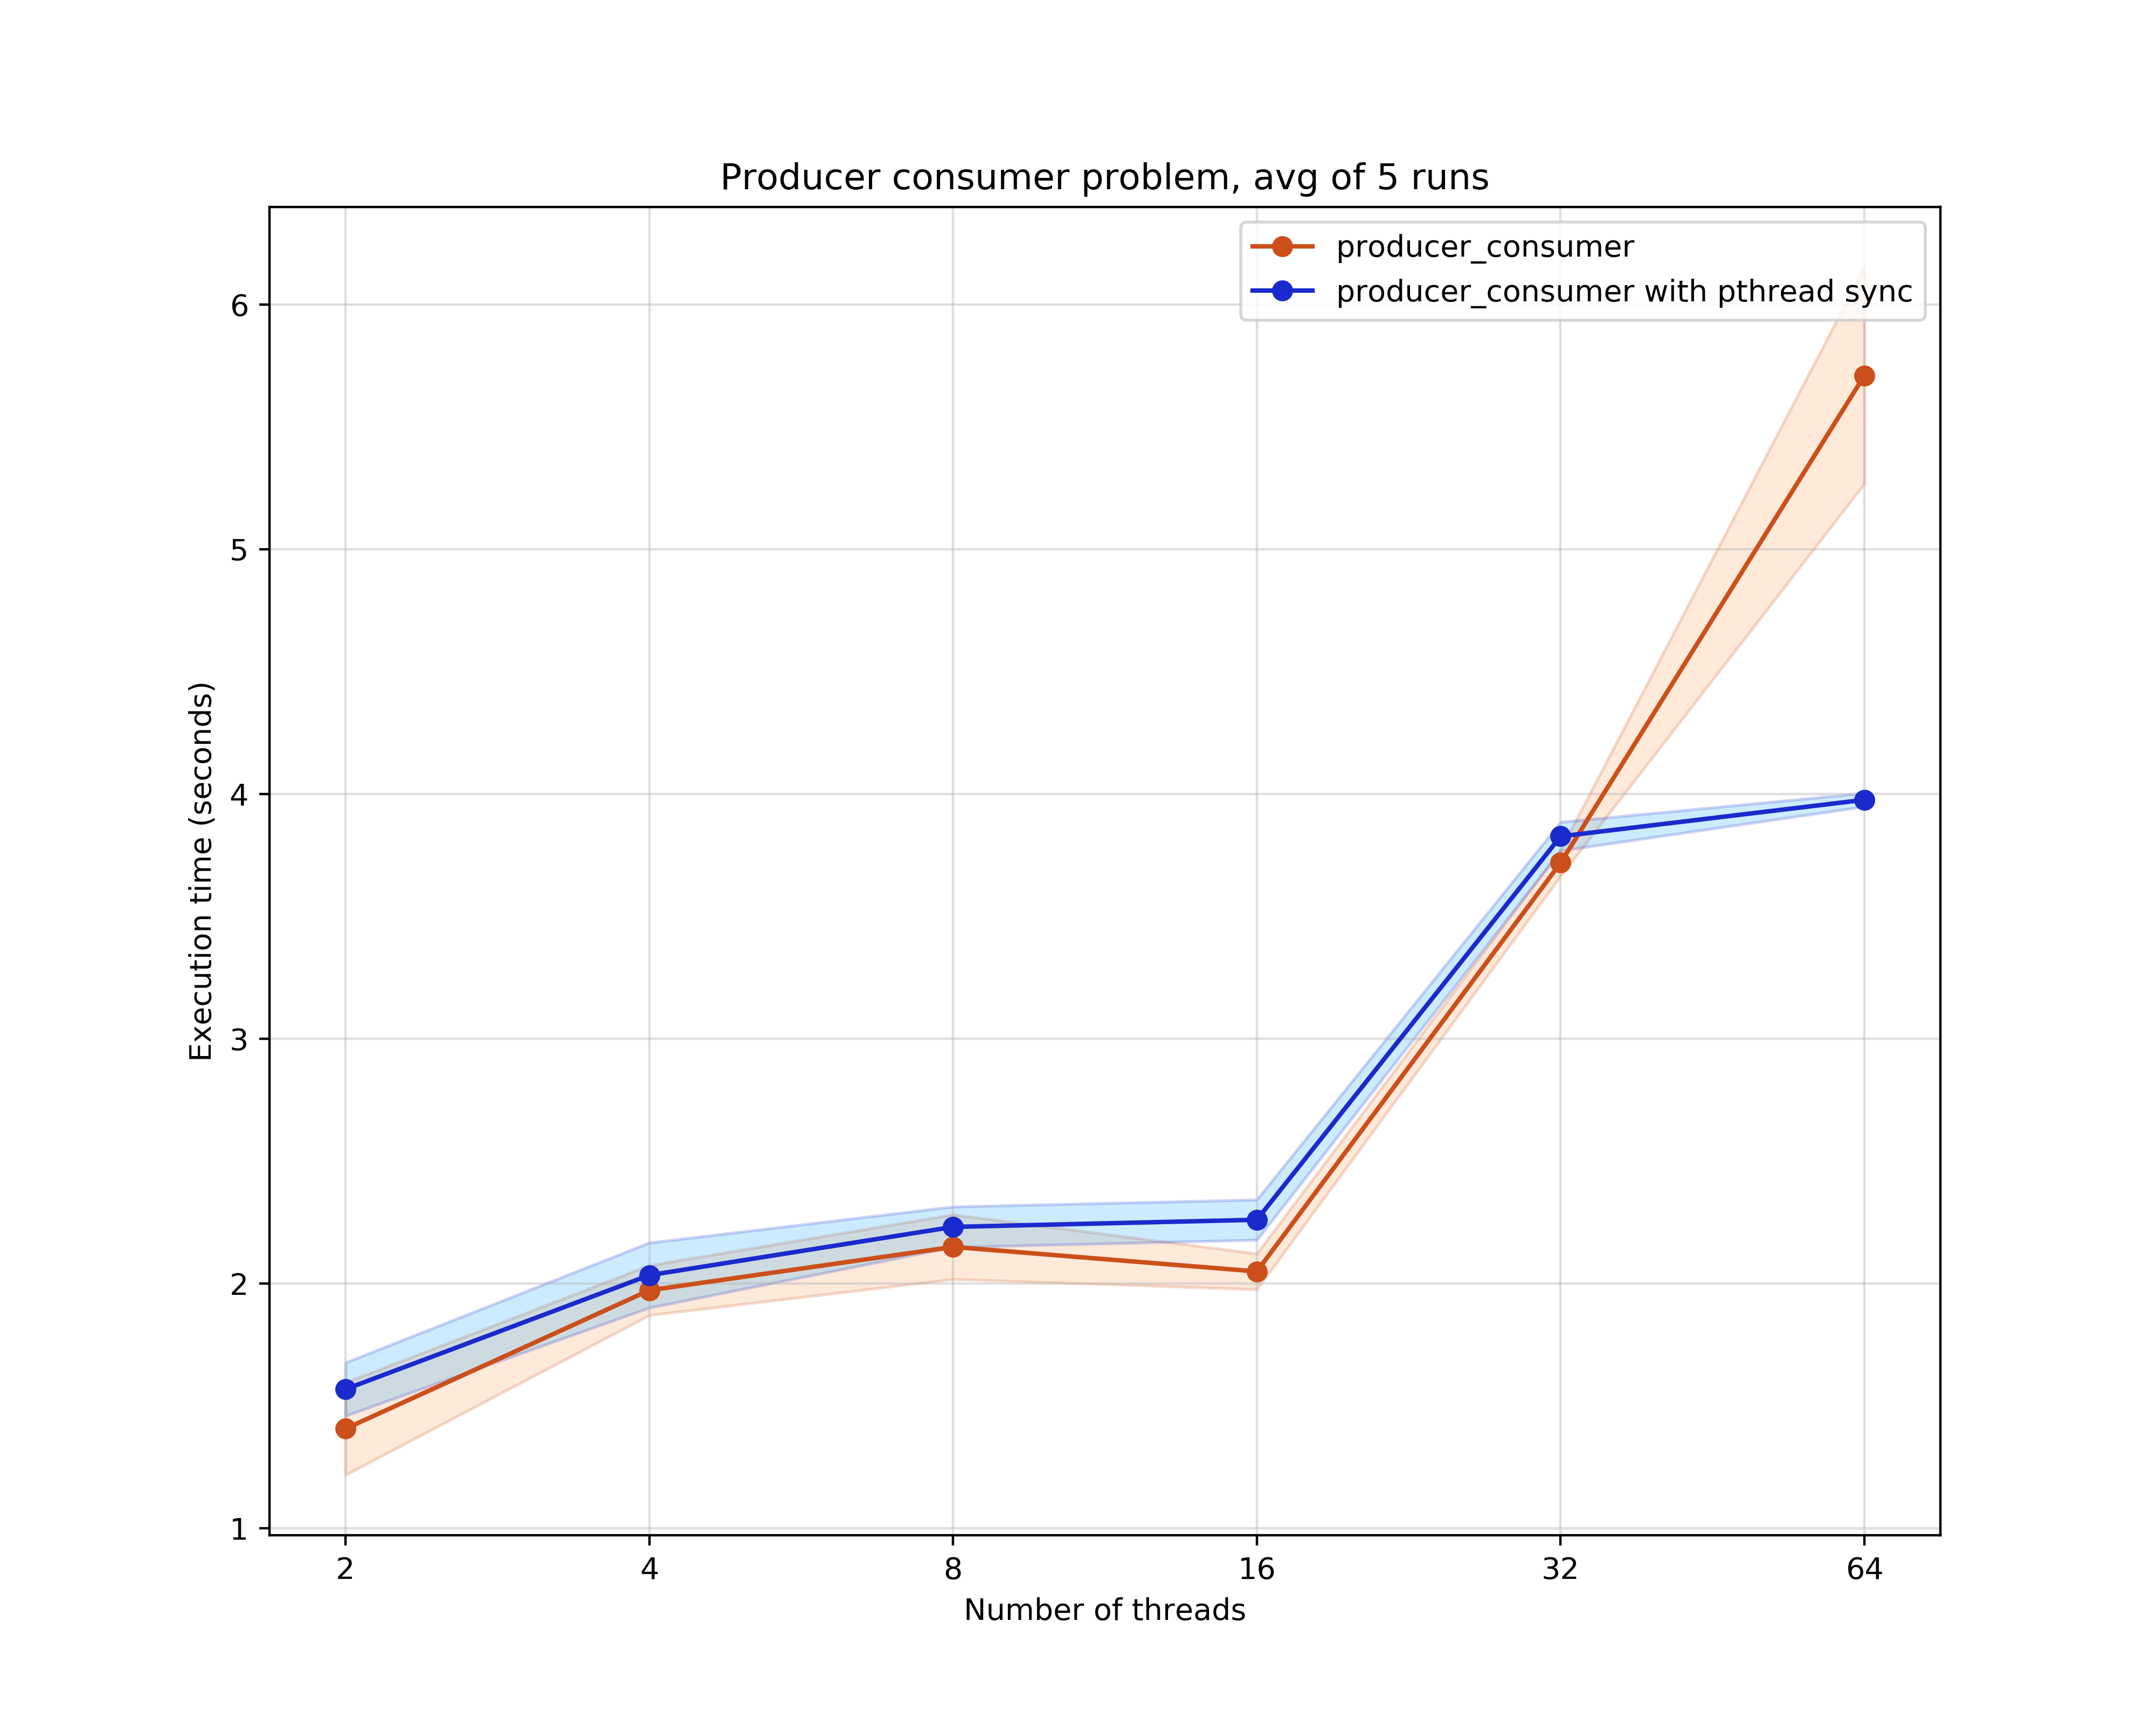 Producer consumer problem, avg of 5 runs
producer_consumer
producer_consumer with pthread sync
6
5
4
3
2
1
Execution time (seconds)
2 4 8 16 32 64
Number of threads